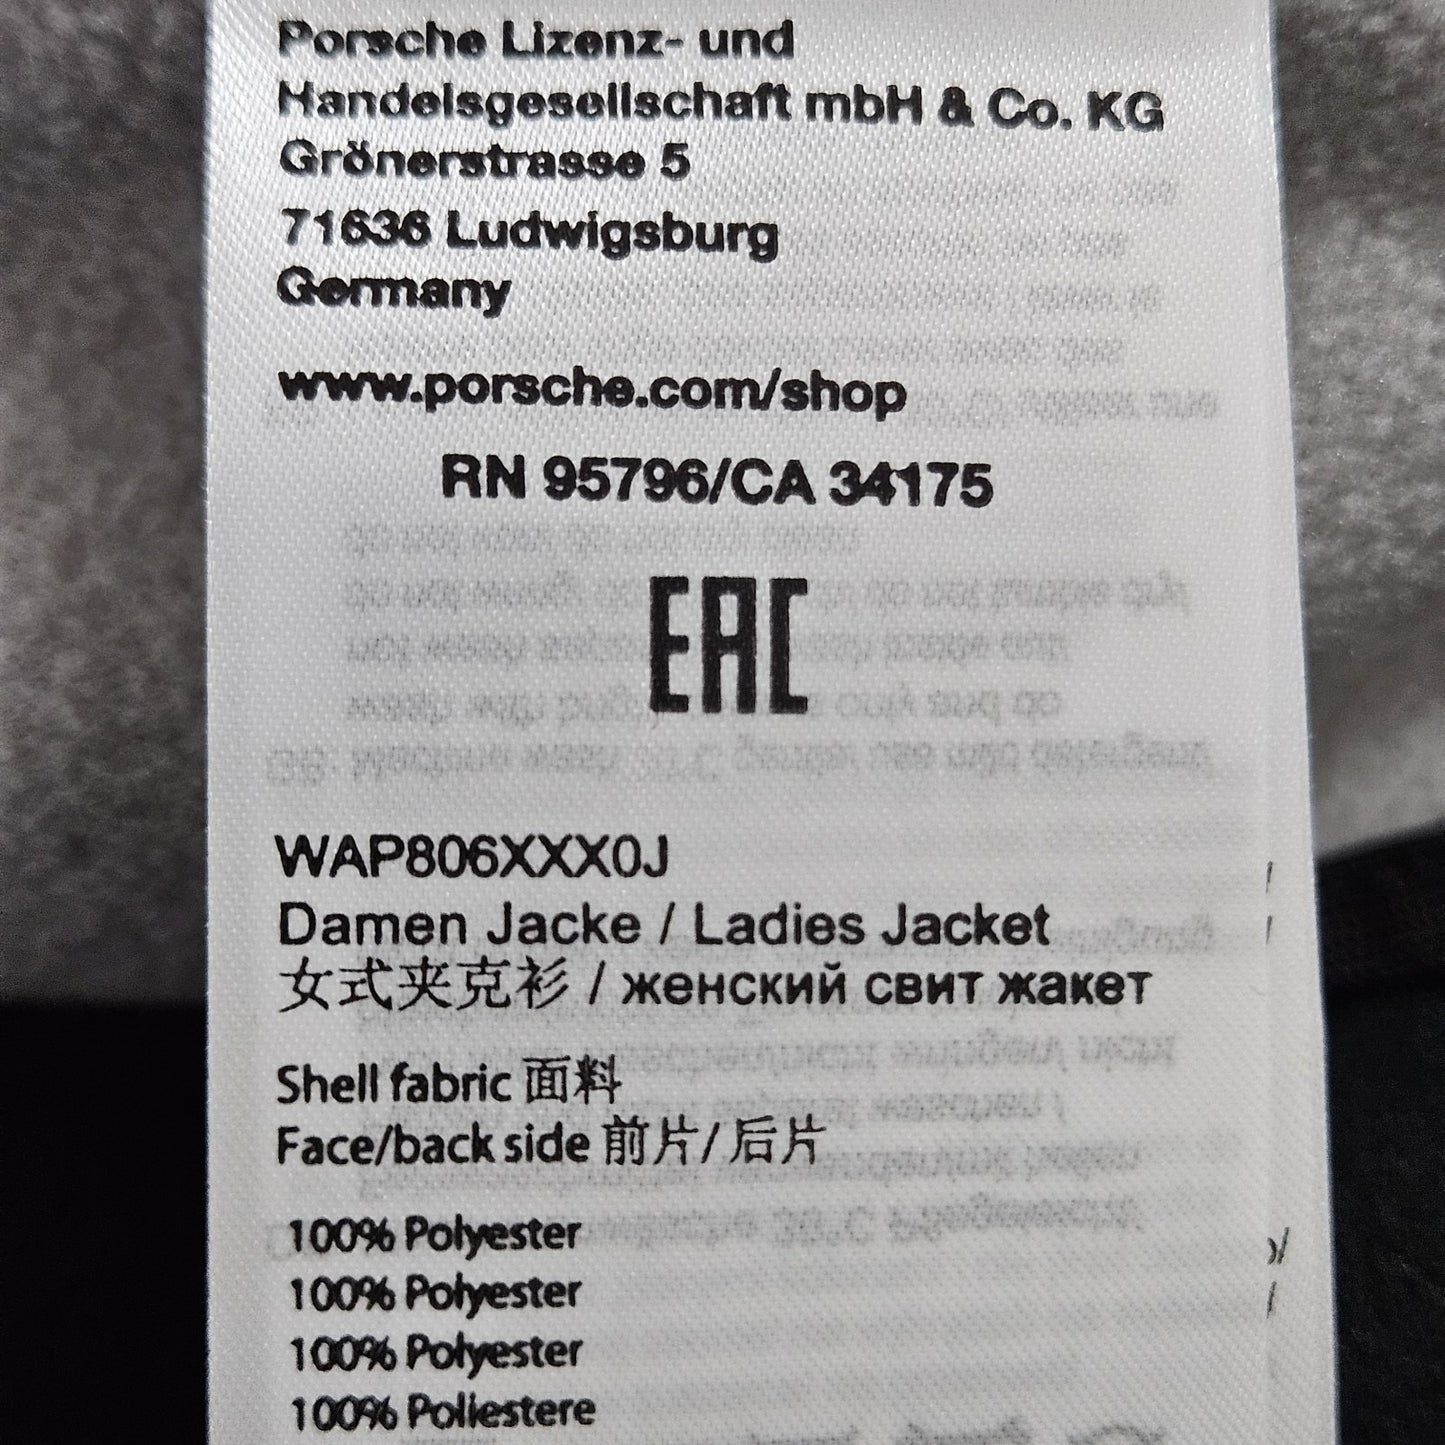 Porsche Lizenz- und
Handelsgesellschaft mbH & Co. KG
Grönerstrasse 5
71636 Ludwigsburg
Germany
www.porsche.com/shop
RN 95796/CA 34175
EAC
WAP806XXX0J
Damen Jacke / Ladies Jacket
女式夹克衫 / женский свит жакет
Shell fabric 面料
Face/back side 前片/ 后片
100% Polyester
100% Polyester
100% Polyester
100% Poliestere